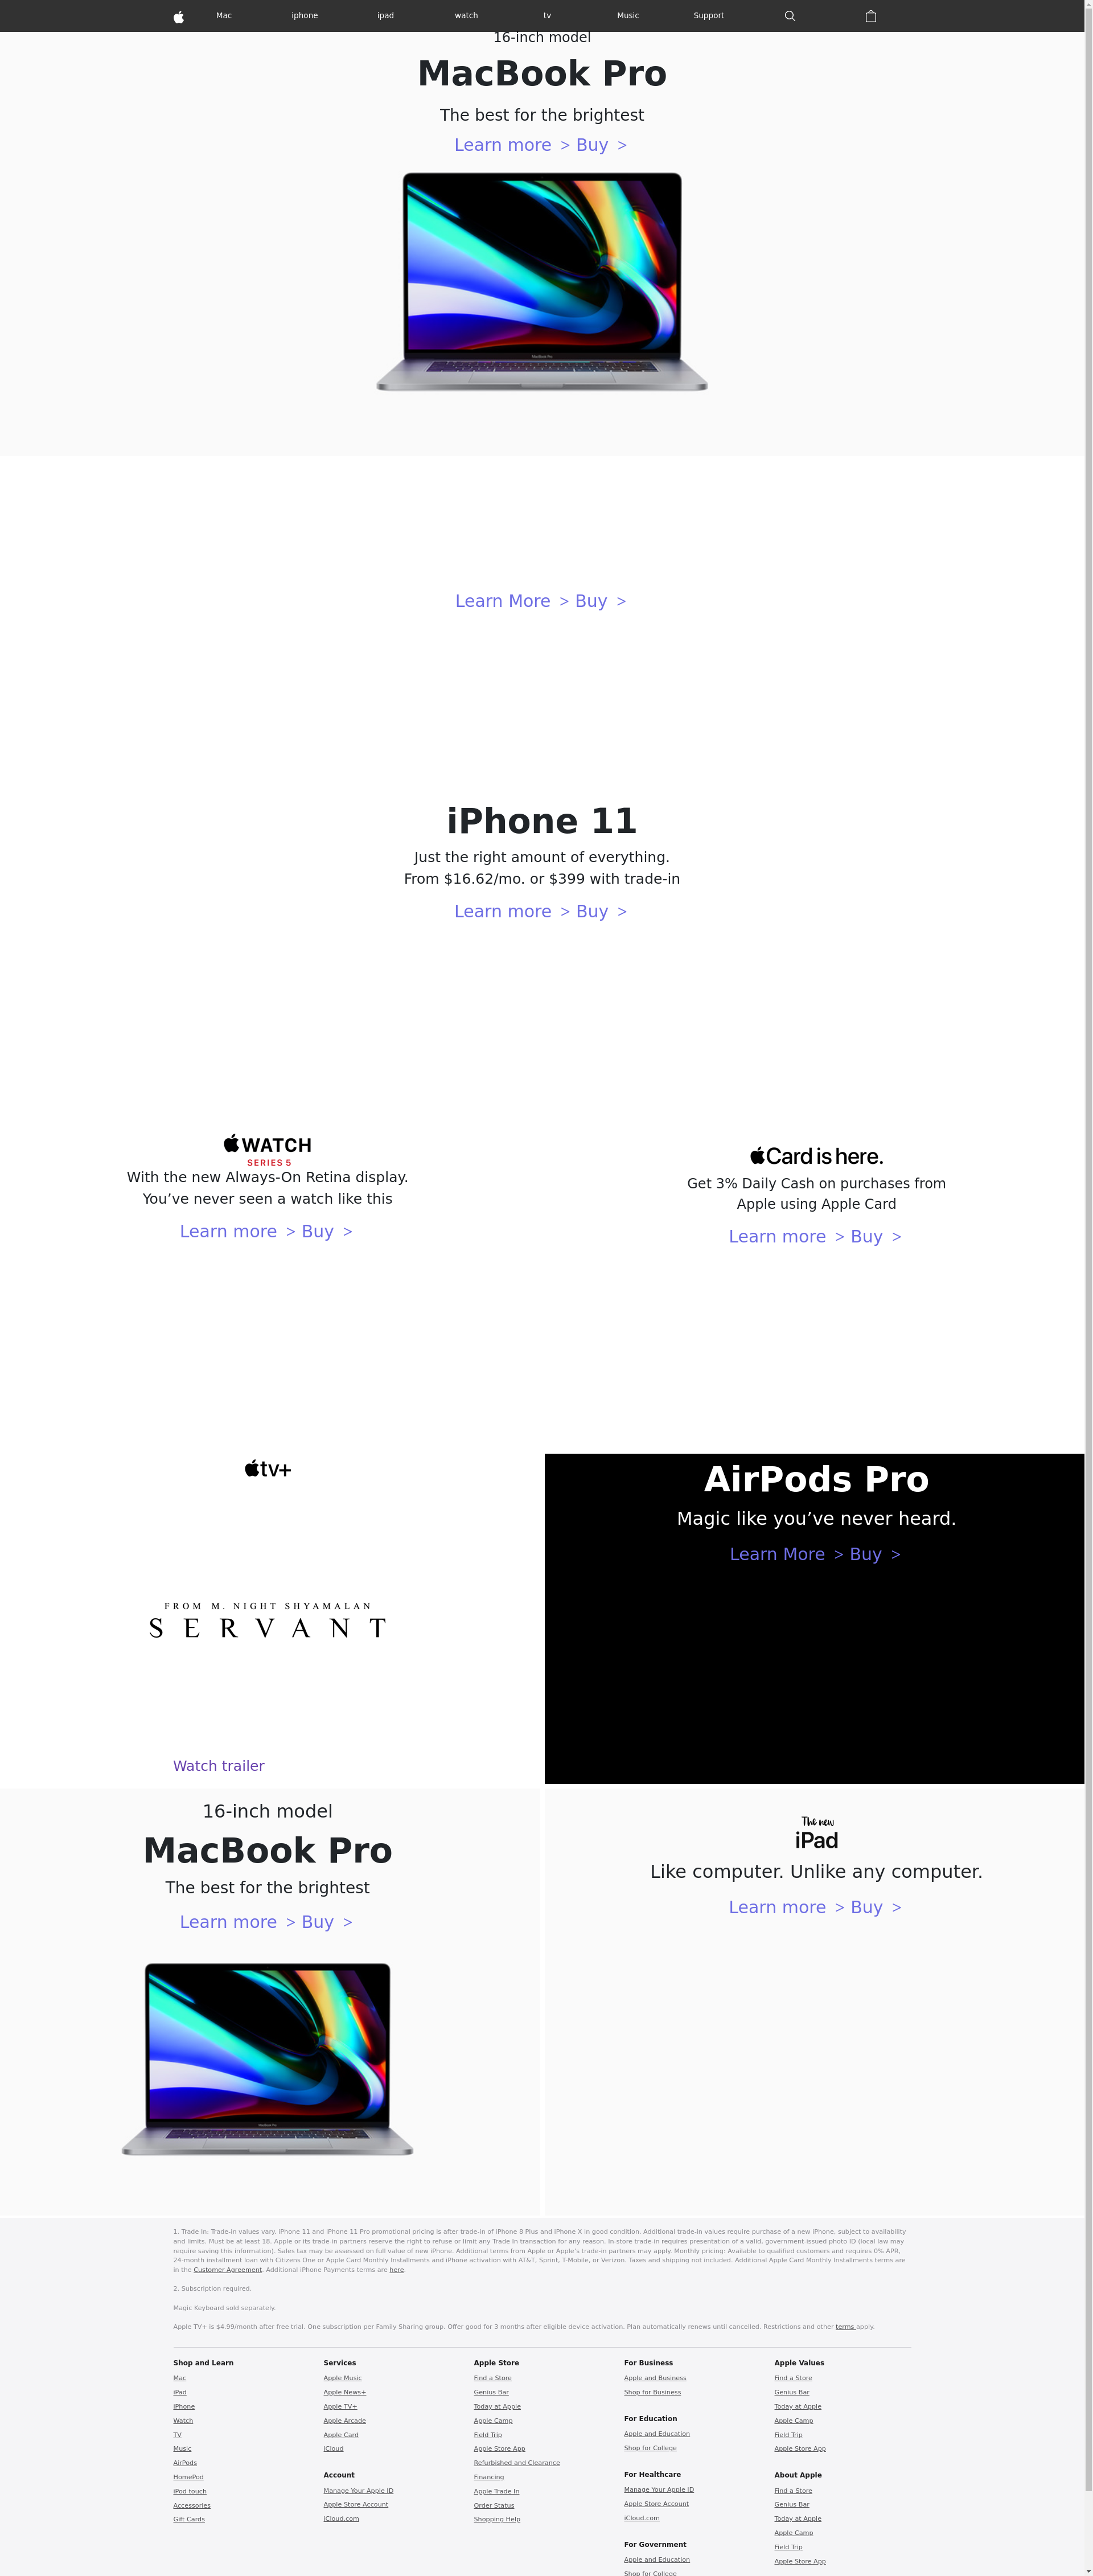 Mac iphone ipad watch tv Music Support
16-inch model
MacBook Pro
The best for the brightest
Learn more > Buy >
MacBook Pro
Learn More > Buy >
iPhone 11
Just the right amount of everything.
From $16.62/mo. or $399 with trade-in
Learn more > Buy >
WATCH
SERIES 5
With the new Always-On Retina display.
You’ve never seen a watch like this
Learn more > Buy >
Card is here.
Get 3% Daily Cash on purchases from
Apple using Apple Card
Learn more > Buy >
tv+
FROM M. NIGHT SHYAMALAN
SERVANT
Watch trailer
AirPods Pro
Magic like you’ve never heard.
Learn More > Buy >
16-inch model
MacBook Pro
The best for the brightest
Learn more > Buy >
MacBook Pro
The new
iPad
Like computer. Unlike any computer.
Learn more > Buy >
1. Trade In: Trade-in values vary. iPhone 11 and iPhone 11 Pro promotional pricing is after trade-in of iPhone 8 Plus and iPhone X in good condition. Additional trade-in values require purchase of a new iPhone, subject to availability
and limits. Must be at least 18. Apple or its trade-in partners reserve the right to refuse or limit any Trade In transaction for any reason. In-store trade-in requires presentation of a valid, government-issued photo ID (local law may
require saving this information). Sales tax may be assessed on full value of new iPhone. Additional terms from Apple or Apple’s trade-in partners may apply. Monthly pricing: Available to qualified customers and requires 0% APR,
24-month installment loan with Citizens One or Apple Card Monthly Installments and iPhone activation with AT&T, Sprint, T-Mobile, or Verizon. Taxes and shipping not included. Additional Apple Card Monthly Installments terms are
in the Customer Agreement. Additional iPhone Payments terms are here.
2. Subscription required.
Magic Keyboard sold separately.
Apple TV+ is $4.99/month after free trial. One subscription per Family Sharing group. Offer good for 3 months after eligible device activation. Plan automatically renews until cancelled. Restrictions and other terms apply.
Shop and Learn
Mac
iPad
iPhone
Watch
TV
Music
AirPods
HomePod
iPod touch
Accessories
Gift Cards
Services
Apple Music
Apple News+
Apple TV+
Apple Arcade
Apple Card
iCloud
Account
Manage Your Apple ID
Apple Store Account
iCloud.com
Apple Store
Find a Store
Genius Bar
Today at Apple
Apple Camp
Field Trip
Apple Store App
Refurbished and Clearance
Financing
Apple Trade In
Order Status
Shopping Help
For Business
Apple and Business
Shop for Business
For Education
Apple and Education
Shop for College
For Healthcare
Manage Your Apple ID
Apple Store Account
iCloud.com
For Government
Apple and Education
Shop for College
Apple Values
Find a Store
Genius Bar
Today at Apple
Apple Camp
Field Trip
Apple Store App
About Apple
Find a Store
Genius Bar
Today at Apple
Apple Camp
Field Trip
Apple Store App